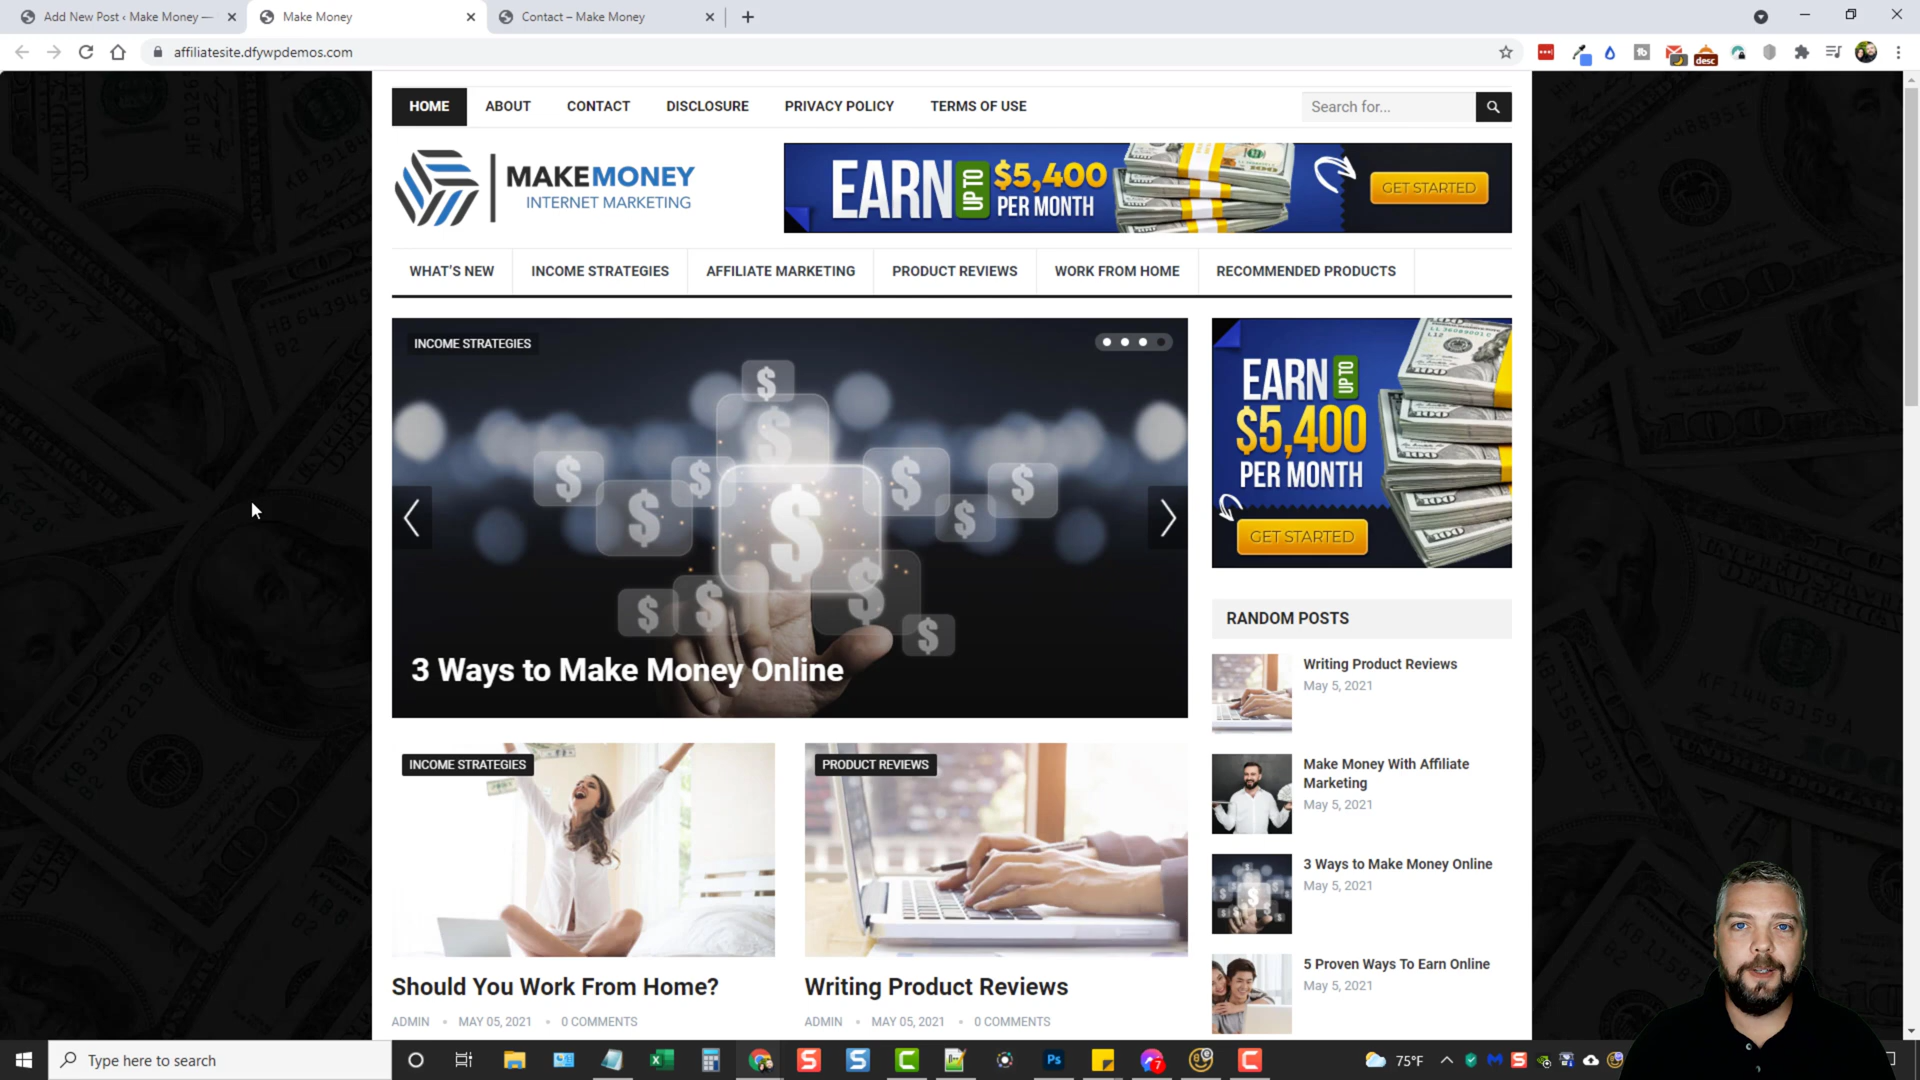 Add New Post ‹ Make Money —
Make Money
Contact – Make Money
affiliatesite.dfywpdemos.com
desc
HOME
ABOUT
CONTACT
DISCLOSURE
PRIVACY POLICY
TERMS OF USE
Search for...
MAKEMONEY
INTERNET MARKETING
EARN UP TO $5,400
PER MONTH
GET STARTED
WHAT'S NEW
INCOME STRATEGIES
AFFILIATE MARKETING
PRODUCT REVIEWS
WORK FROM HOME
RECOMMENDED PRODUCTS
INCOME STRATEGIES
3 Ways to Make Money Online
EARN UP TO
$5,400
PER MONTH
GET STARTED
RANDOM POSTS
Writing Product Reviews
May 5, 2021
Make Money With Affiliate
Marketing
May 5, 2021
3 Ways to Make Money Online
May 5, 2021
5 Proven Ways To Earn Online
May 5, 2021
INCOME STRATEGIES
Should You Work From Home?
ADMIN • MAY 05, 2021 • 0 COMMENTS
PRODUCT REVIEWS
Writing Product Reviews
ADMIN • MAY 05, 2021 • 0 COMMENTS
Type here to search
Ps
7
75°F